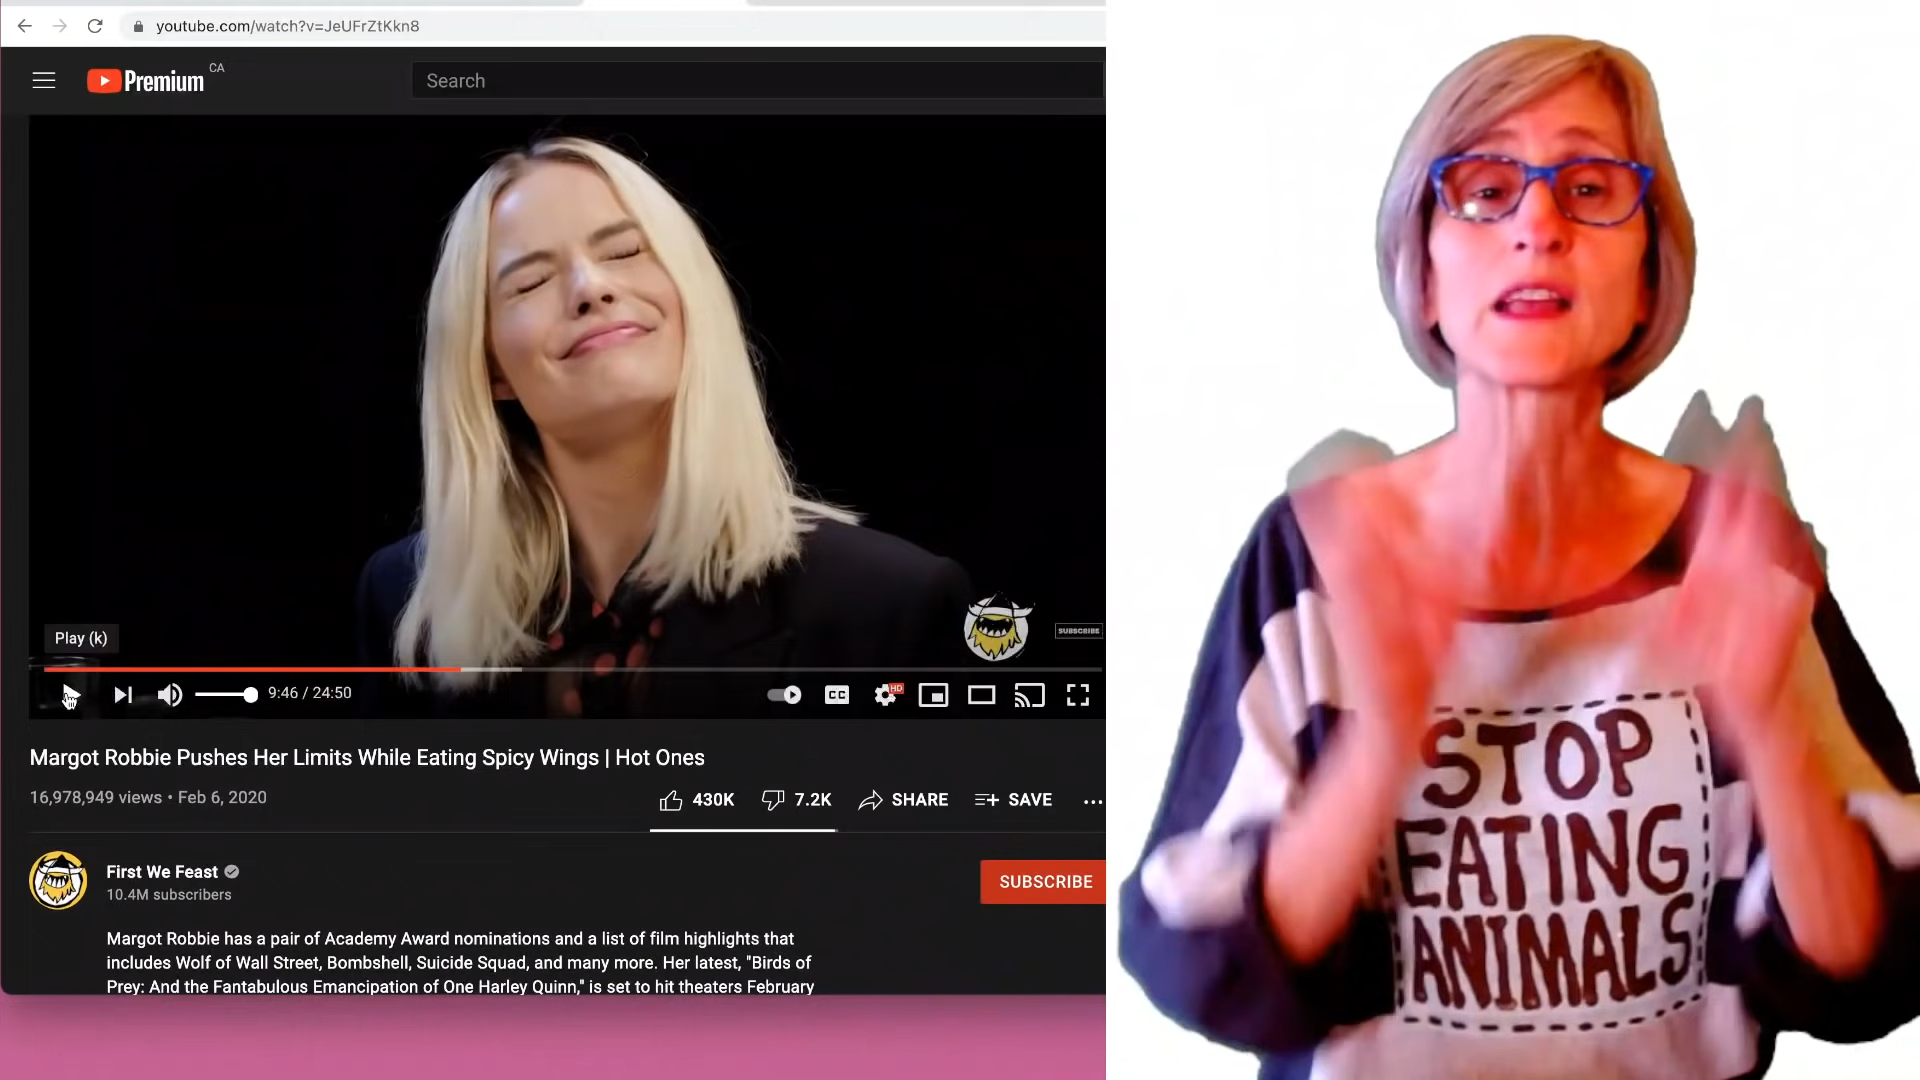 youtube.com/watch?v=JeUFrZtKkn8
Premium CA
Search
SUBSCRIBE
Play (k)
9:46 / 24:50
CC
HD
Margot Robbie Pushes Her Limits While Eating Spicy Wings | Hot Ones
16,978,949 views • Feb 6, 2020
430K
7.2K
SHARE
SAVE
First We Feast
10.4M subscribers
SUBSCRIBE
Margot Robbie has a pair of Academy Award nominations and a list of film highlights that
includes Wolf of Wall Street, Bombshell, Suicide Squad, and many more. Her latest, "Birds of
Prey: And the Fantabulous Emancipation of One Harley Quinn," is set to hit theaters February
STOP
EATING
ANIMALS